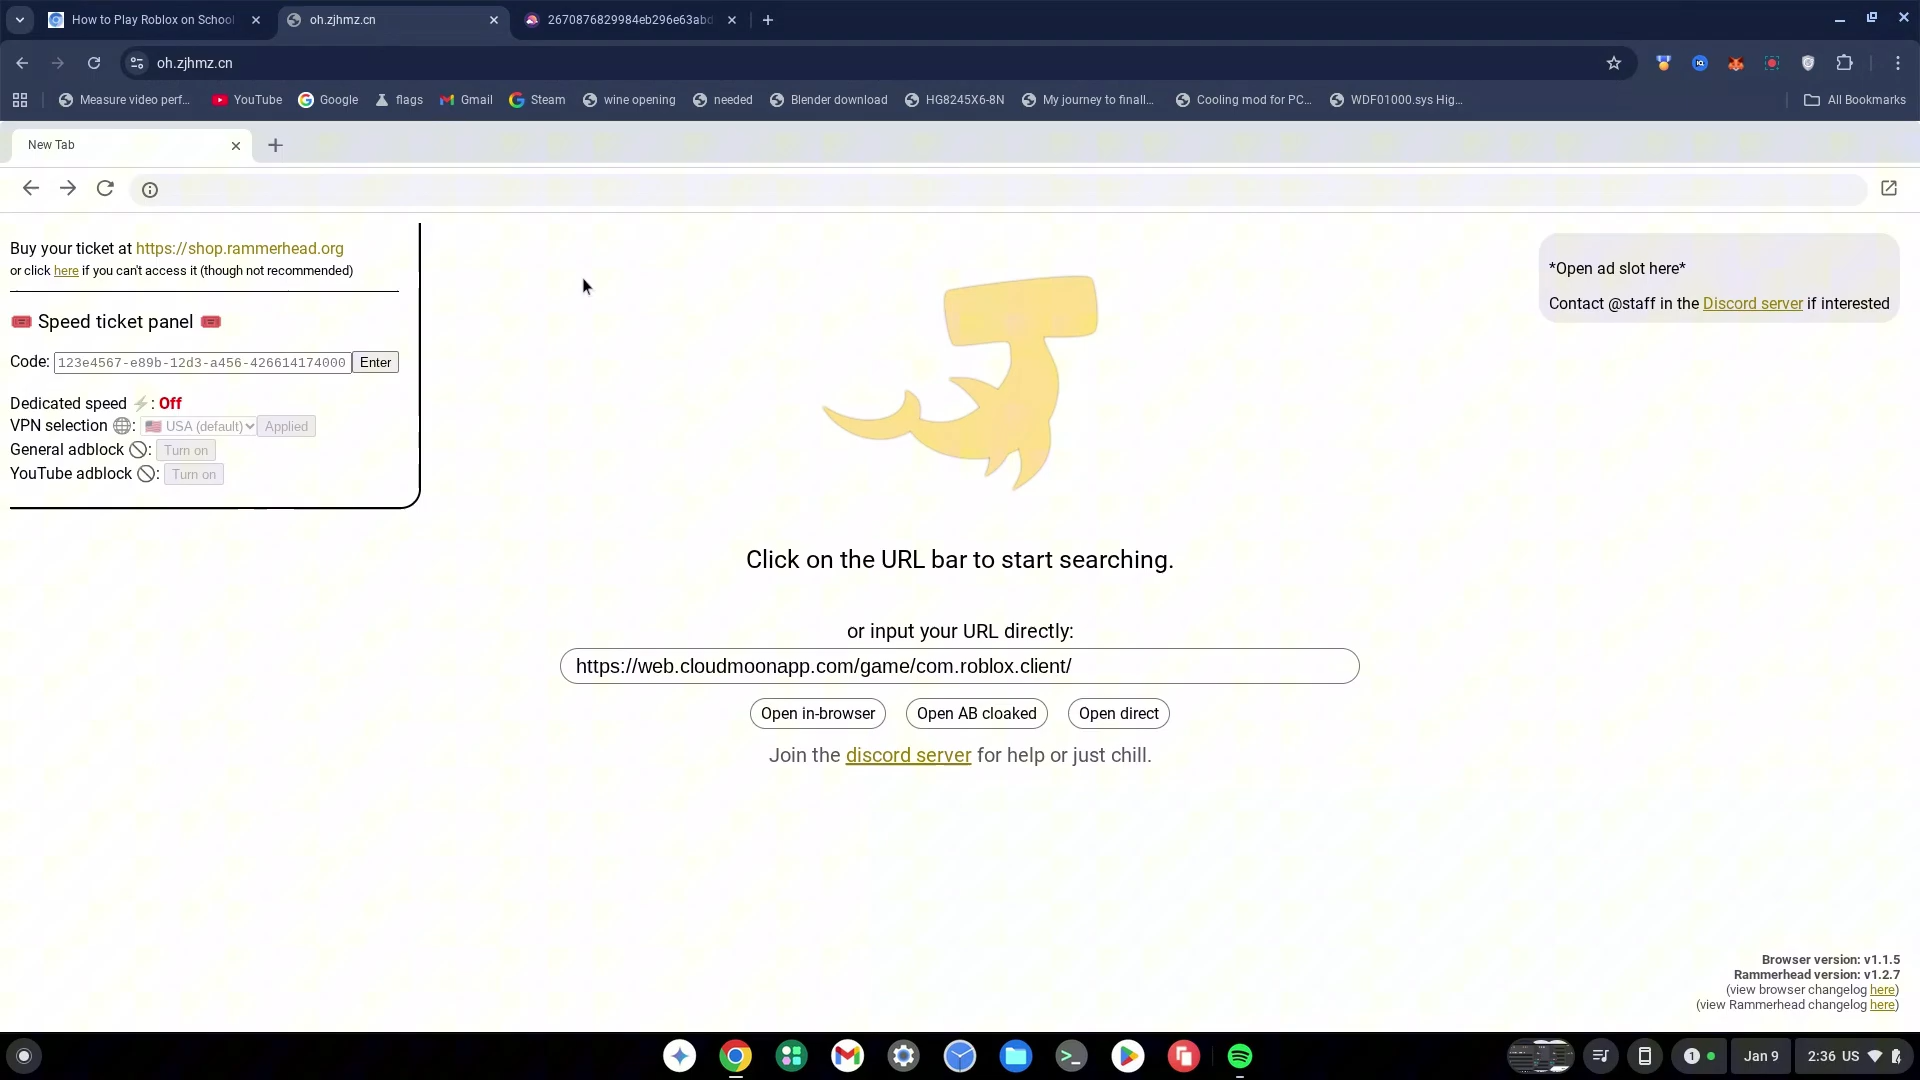 How to Play Roblox on School
oh.zjhmz.cn
2670876829984eb296e63abd
oh.zjhmz.cn
Measure video perf...
YouTube
Google
flags
Gmail
Steam
wine opening
needed
Blender download
HG8245X6-8N
My journey to finall...
Cooling mod for PC...
WDF01000.sys Hig...
All Bookmarks
New Tab
Buy your ticket at https://shop.rammerhead.org
or click here if you can't access it (though not recommended)
Speed ticket panel
Code: 123e4567-e89b-12d3-a456-426614174000 Enter
Dedicated speed ⚡: Off
VPN selection 🌐: USA (default) Applied
General adblock 🚫: Turn on
YouTube adblock 🚫: Turn on
*Open ad slot here*
Contact @staff in the Discord server if interested
Click on the URL bar to start searching.
or input your URL directly:
https://web.cloudmoonapp.com/game/com.roblox.client/
Open in-browser
Open AB cloaked
Open direct
Join the discord server for help or just chill.
Browser version: v1.1.5
Rammerhead version: v1.2.7
(view browser changelog here)
(view Rammerhead changelog here)
1
Jan 9
2:36 US